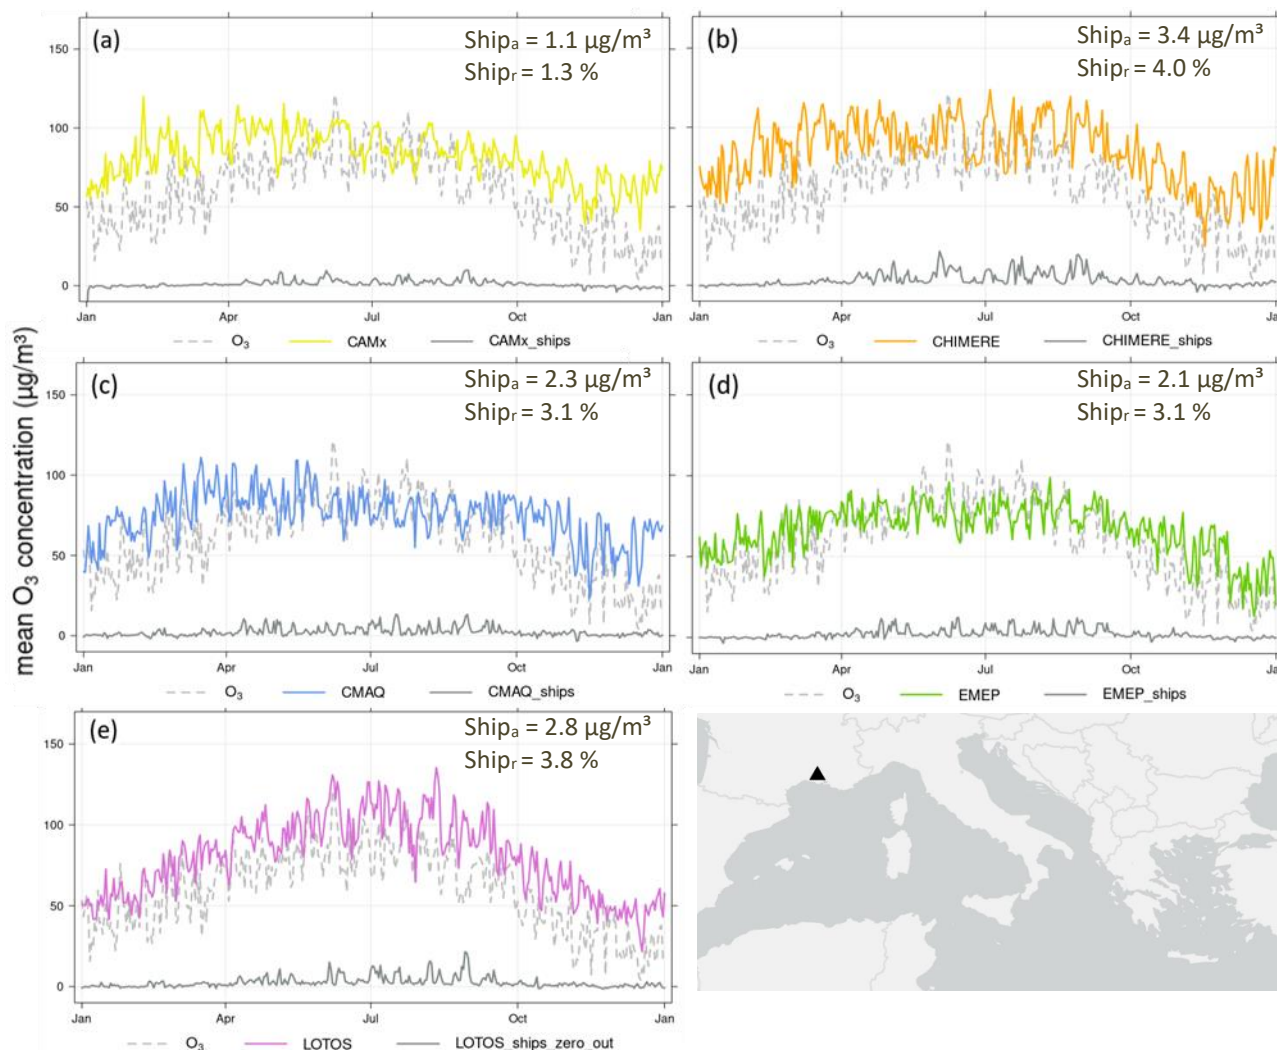 mean O₃ concentration (µg/m³)
(a)
Shipₐ = 1.1 µg/m³
Shipᵣ = 1.3 %
150
100
50
0
Jan Apr Jul Oct Jan
O₃ CAMx CAMx_ships
(b)
Shipₐ = 3.4 µg/m³
Shipᵣ = 4.0 %
Jan Apr Jul Oct Ja
O₃ CHIMERE CHIMERE_ships
(c)
Shipₐ = 2.3 µg/m³
Shipᵣ = 3.1 %
150
100
50
0
Jan Apr Jul Oct Jan
O₃ CMAQ CMAQ_ships
(d)
Shipₐ = 2.1 µg/m³
Shipᵣ = 3.1 %
Jan Apr Jul Oct Jan
O₃ EMEP EMEP_ships
(e)
Shipₐ = 2.8 µg/m³
Shipᵣ = 3.8 %
150
100
50
0
Jan Apr Jul Oct Jan
O₃ LOTOS LOTOS_ships_zero_out